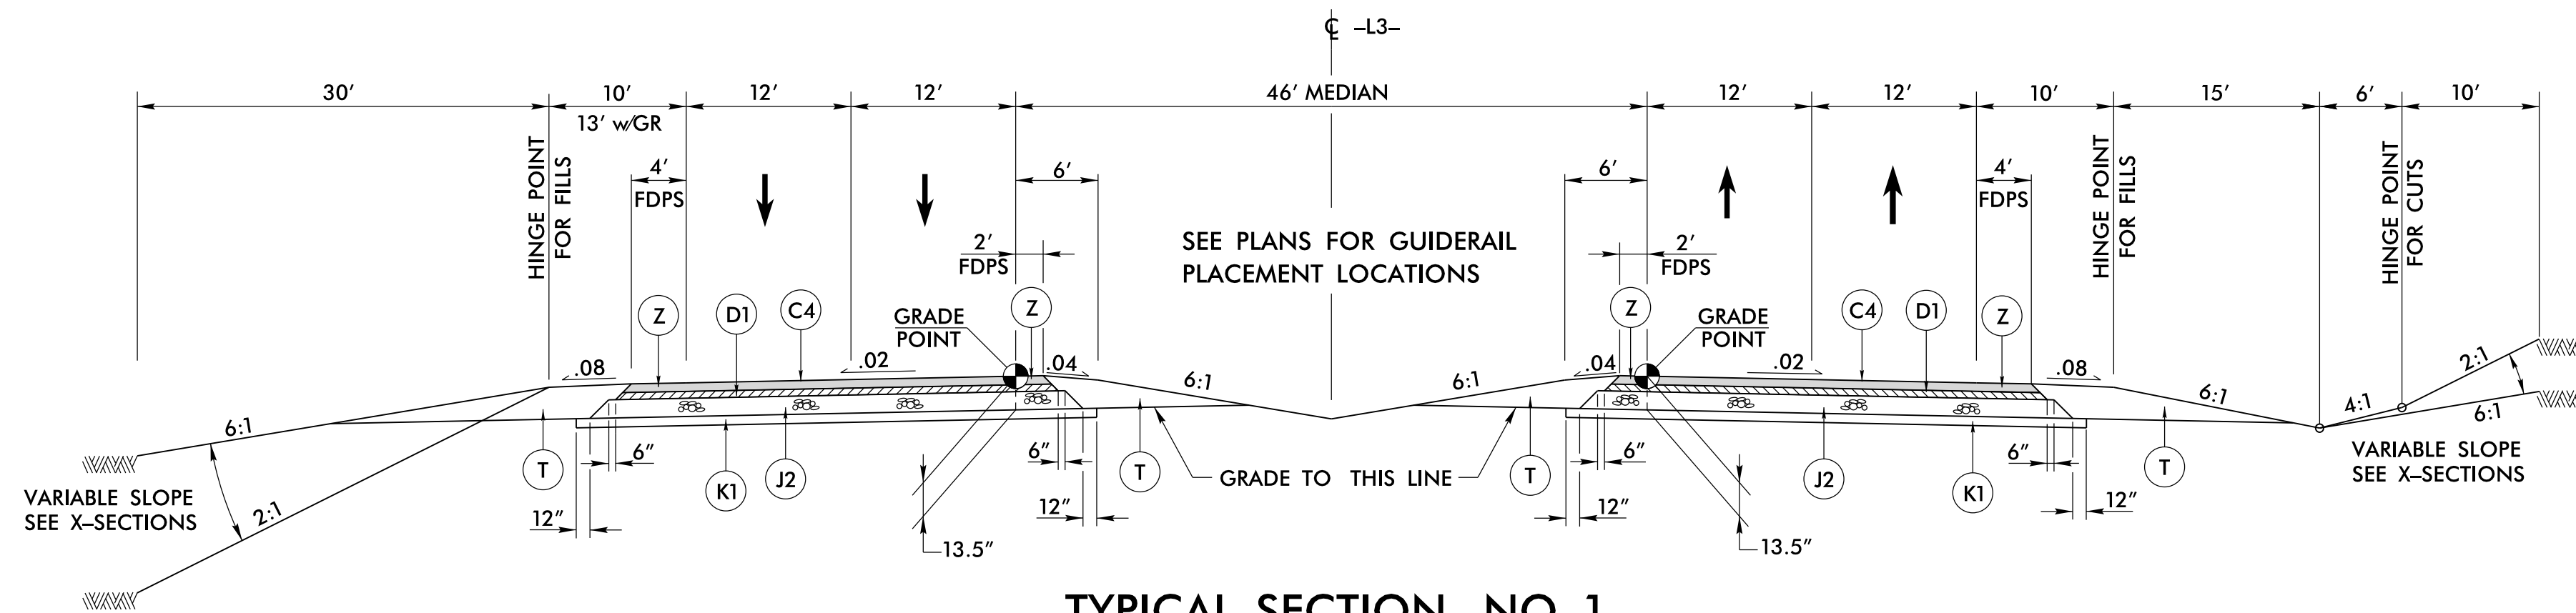 ℄ –L3–
30'
10'
12'
12'
46' MEDIAN
12'
12'
10'
15'
6'
10'
13' w/GR
HINGE POINT
FOR FILLS
4'
FDPS
6'
6'
4'
FDPS
HINGE POINT
FOR FILLS
HINGE POINT
FOR CUTS
2'
FDPS
SEE PLANS FOR GUIDERAIL
PLACEMENT LOCATIONS
2'
FDPS
Z
D1
C4
GRADE
POINT
Z
Z
GRADE
POINT
C4
D1
Z
.08
.02
.04
6:1
6:1
.04
.02
.08
6:1
4:1
2:1
6:1
6:1
2:1
VARIABLE SLOPE
SEE X–SECTIONS
T
6"
K1
J2
6"
T
GRADE TO THIS LINE
T
6"
J2
K1
6"
T
VARIABLE SLOPE
SEE X–SECTIONS
12"
13.5"
12"
12"
13.5"
12"
TYPICAL SECTION NO. 1